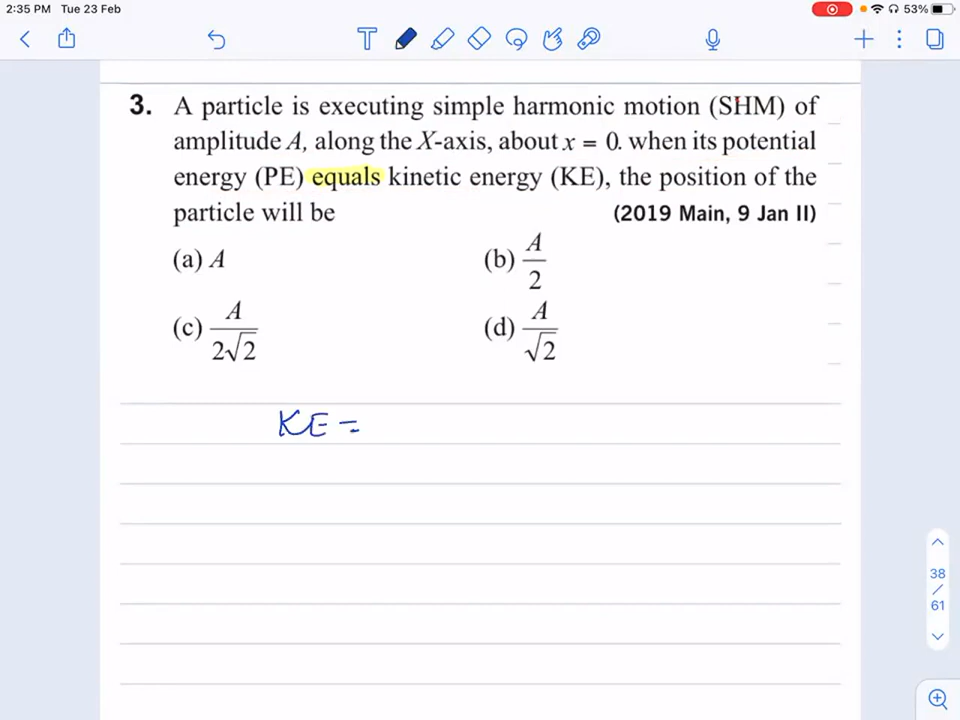 2:35 PM Tue 23 Feb 53%
3. A particle is executing simple harmonic motion (SHM) of
amplitude A, along the X-axis, about x = 0. when its potential
energy (PE) equals kinetic energy (KE), the position of the
particle will be (2019 Main, 9 Jan II)
(a) A (b) A/2
(c) A/2√2 (d) A/√2
KE =
38
/
61